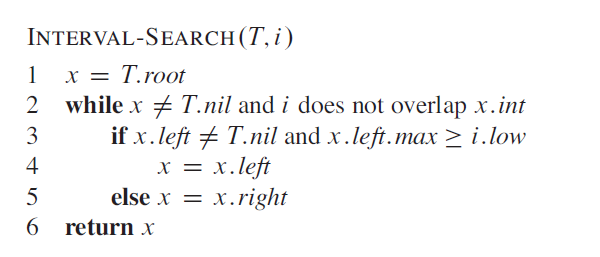 INTERVAL-SEARCH(T, i)
1 x = T.root
2 while x ≠ T.nil and i does not overlap x.int
3 if x.left ≠ T.nil and x.left.max ≥ i.low
4 x = x.left
5 else x = x.right
6 return x